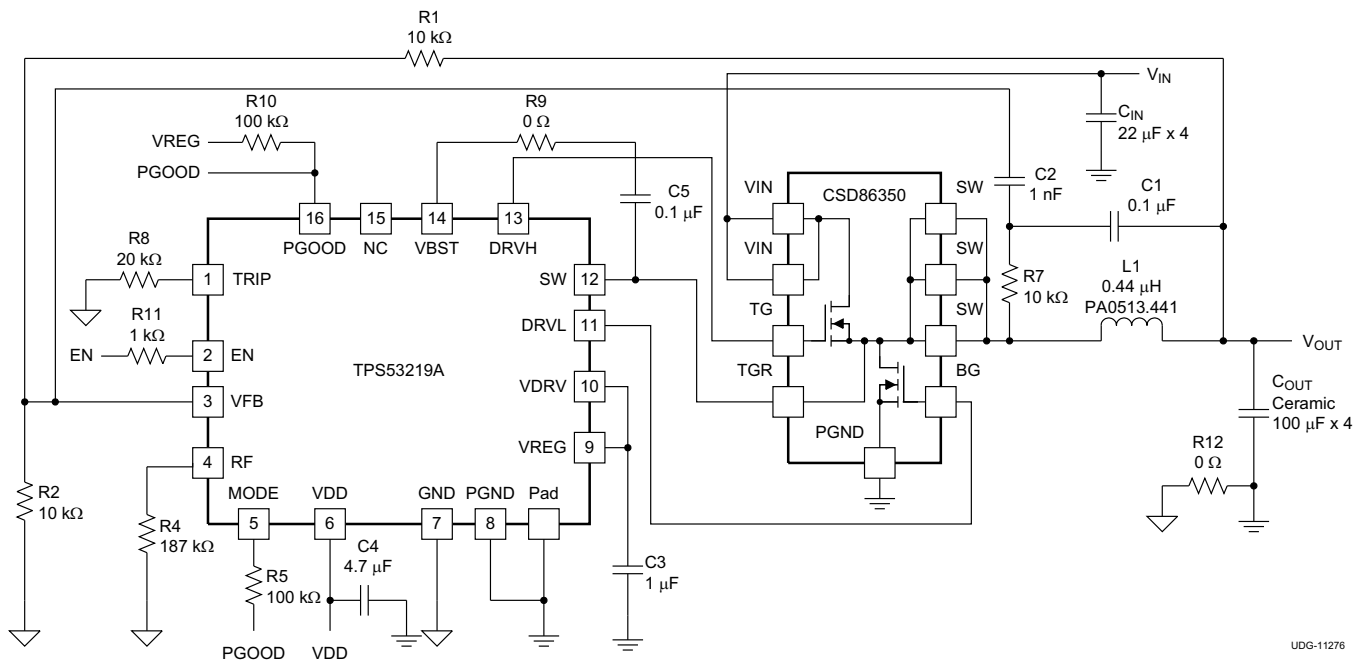 R1
10 kΩ
VIN
R10
100 kΩ
R9
0 Ω
CIN
22 µF x 4
VREG
PGOOD
C5
0.1 µF
VIN
CSD86350
SW
C2
1 nF
C1
0.1 µF
16
15
14
13
PGOOD
NC
VBST
DRVH
R8
20 kΩ
1
TRIP
SW
12
VIN
SW
R7
10 kΩ
L1
0.44 µH
PA0513.441
R11
1 kΩ
EN
2
EN
DRVL
11
TG
SW
VOUT
TPS53219A
3
VFB
VDRV
10
TGR
BG
COUT
Ceramic
100 µF x 4
4
RF
VREG
9
PGND
R12
0 Ω
R2
10 kΩ
R4
187 kΩ
MODE
VDD
GND
PGND
Pad
5
6
7
8
C4
4.7 µF
R5
100 kΩ
C3
1 µF
PGOOD
VDD
UDG-11276